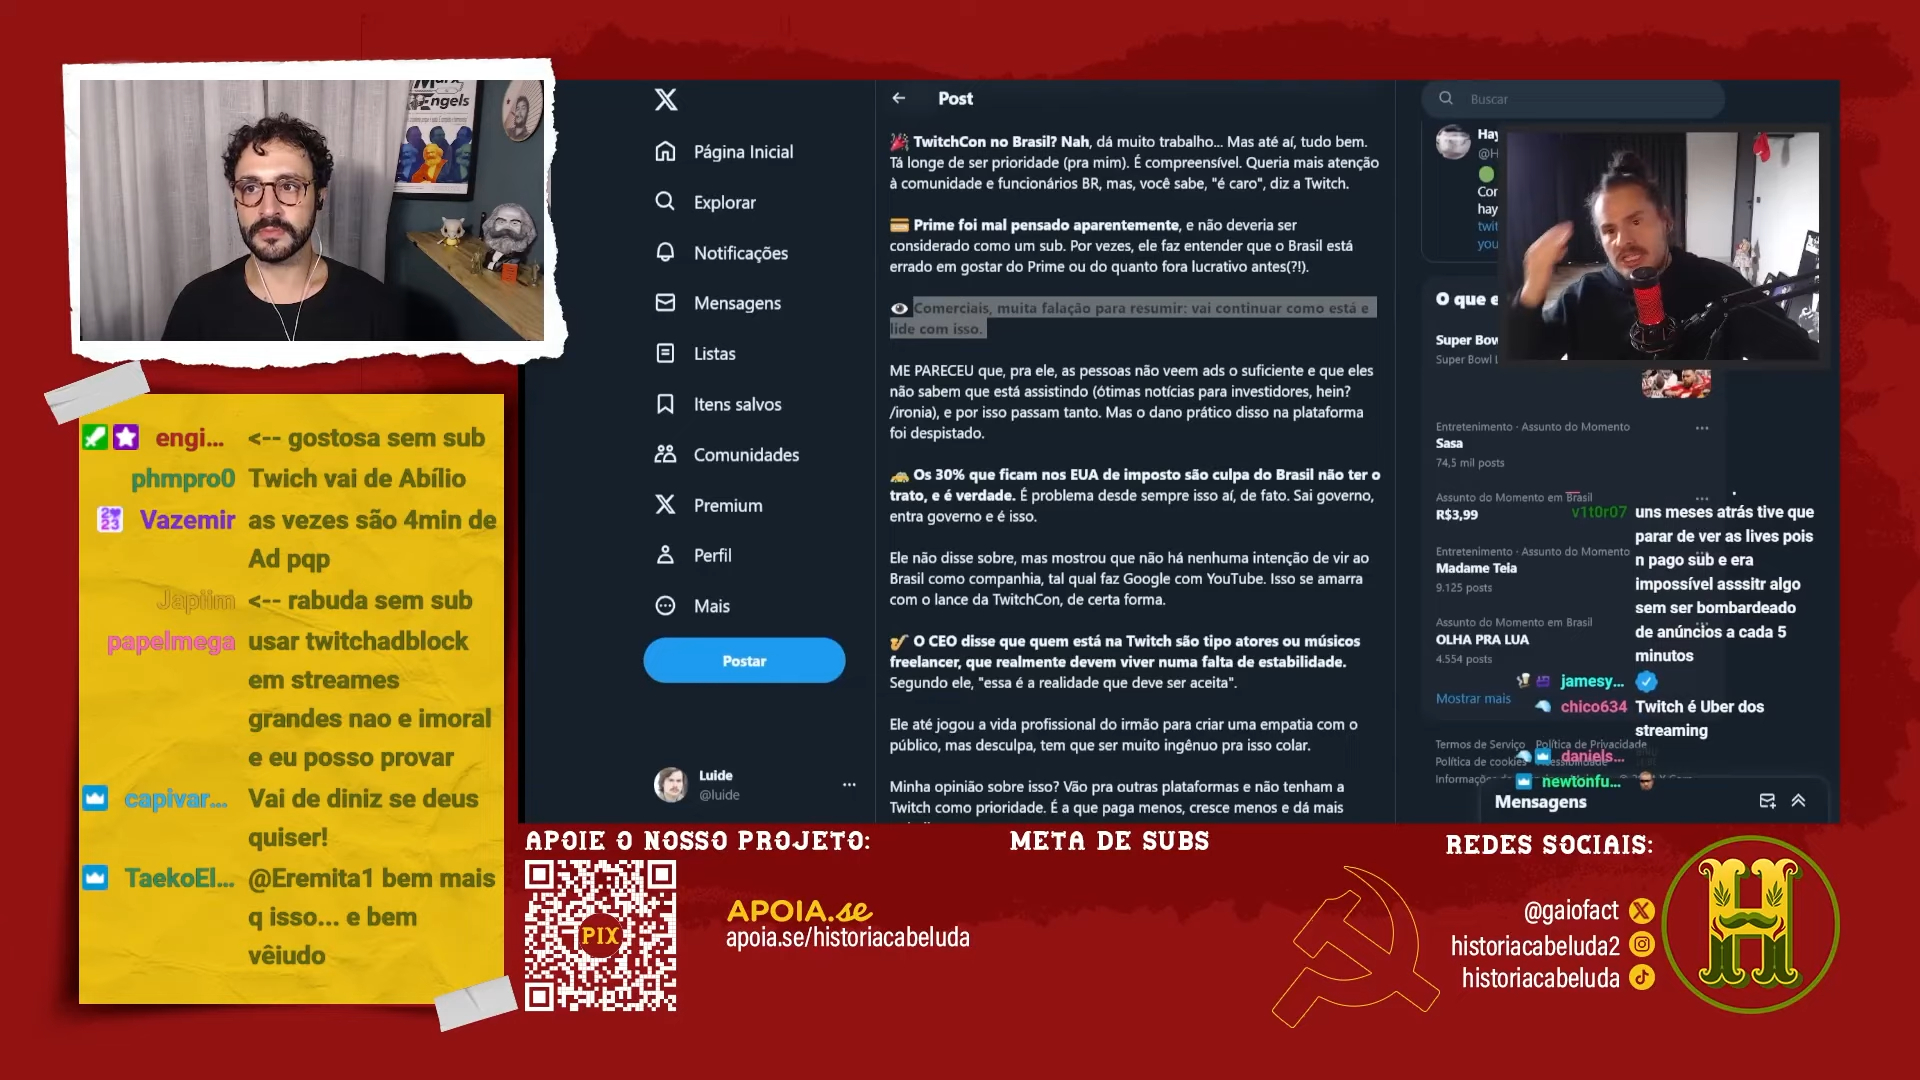 Marx
Engels
engi...
<-- gostosa sem sub
phmpro0
Twich vai de Abílio
Vazemir
as vezes são 4min de
Ad pqp
Japiim
<-- rabuda sem sub
papelmega
usar twitchadblock
em streames
grandes nao e imoral
e eu posso provar
capivar...
Vai de diniz se deus
quiser!
TaekoEl...
@Eremita1 bem mais
q isso... e bem
vêiudo
Página Inicial
Explorar
Notificações
Mensagens
Listas
Itens salvos
Comunidades
Premium
Perfil
Mais
Postar
Luide
@luide
Post
TwitchCon no Brasil? Nah, dá muito trabalho... Mas até aí, tudo bem.
Tá longe de ser prioridade (pra mim). É compreensível. Queria mais atenção
à comunidade e funcionários BR, mas, você sabe, "é caro", diz a Twitch.
Prime foi mal pensado aparentemente, e não deveria ser
considerado como um sub. Por vezes, ele faz entender que o Brasil está
errado em gostar do Prime ou do quanto fora lucrativo antes(?!).
Comerciais, muita falação para resumir: vai continuar como está e
lide com isso.
ME PARECEU que, pra ele, as pessoas não veem ads o suficiente e que eles
não sabem que está assistindo (ótimas notícias para investidores, hein?
/ironia), e por isso passam tanto. Mas o dano prático disso na plataforma
foi despistado.
Os 30% que ficam nos EUA de imposto são culpa do Brasil não ter o
trato, e é verdade. É problema desde sempre isso aí, de fato. Sai governo,
entra governo e é isso.
Ele não disse sobre, mas mostrou que não há nenhuma intenção de vir ao
Brasil como companhia, tal qual faz Google com YouTube. Isso se amarra
com o lance da TwitchCon, de certa forma.
O CEO disse que quem está na Twitch são tipo atores ou músicos
freelancer, que realmente devem viver numa falta de estabilidade.
Segundo ele, "essa é a realidade que deve ser aceita".
Ele até jogou a vida profissional do irmão para criar uma empatia com o
público, mas desculpa, tem que ser muito ingênuo pra isso colar.
Minha opinião sobre isso? Vão pra outras plataformas e não tenham a
Twitch como prioridade. É a que paga menos, cresce menos e dá mais
Buscar
Hay
@H
Cor
hay
twit
you
O que e
Super Bow
Super Bowl L
Entretenimento · Assunto do Momento
Sasa
74,5 mil posts
Assunto do Momento em Brasil
R$3,99
Entretenimento · Assunto do Momento
Madame Teia
9.125 posts
Assunto do Momento em Brasil
OLHA PRA LUA
4.554 posts
Mostrar mais
Termos de Serviço Política de Privacidade
Política de cookies
Mensagens
v1t0r07
uns meses atrás tive que
parar de ver as lives pois
n pago sub e era
impossível asssitr algo
sem ser bombardeado
de anúncios a cada 5
minutos
jamesy...
chico634
Twitch é Uber dos
streaming
daniels...
newtonfu...
APOIE O NOSSO PROJETO:
PIX
APOIA.se
apoia.se/historiacabeluda
META DE SUBS
REDES SOCIAIS:
@gaiofact
historiacabeluda2
historiacabeluda
H